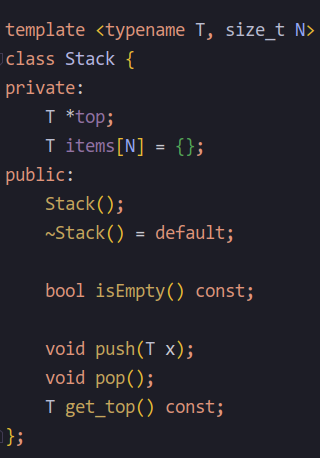 template <typename T, size_t N>
class Stack {
private:
    T *top;
    T items[N] = {};
public:
    Stack();
    ~Stack() = default;

    bool isEmpty() const;

    void push(T x);
    void pop();
    T get_top() const;
};